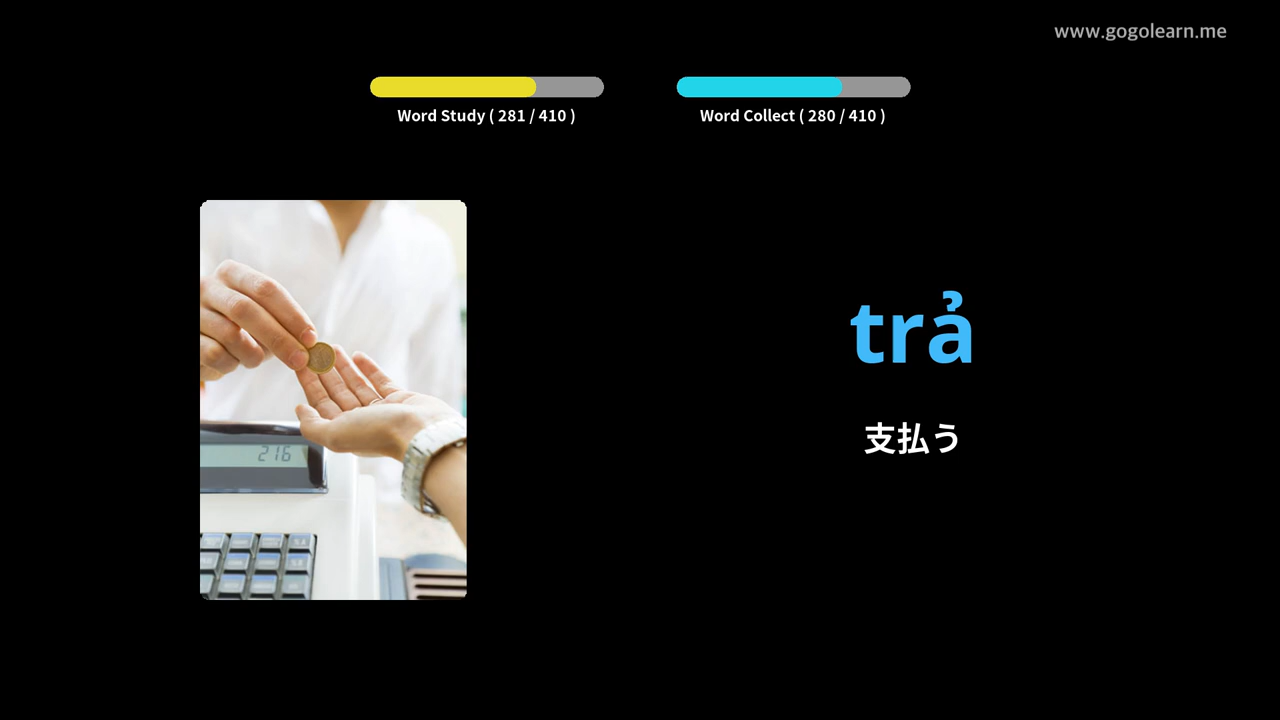 www.gogolearn.me
Word Study ( 281 / 410 )
Word Collect ( 280 / 410 )
216
trả
支払う